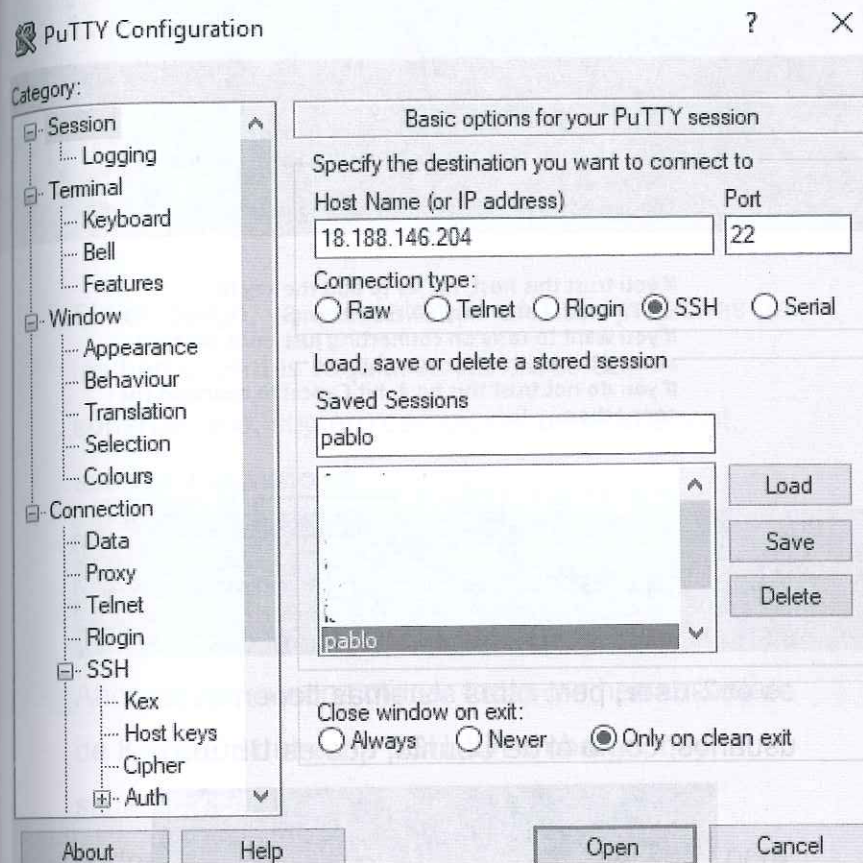 PuTTY Configuration ? ×
Category:
Session
Logging
Terminal
Keyboard
Bell
Features
Window
Appearance
Behaviour
Translation
Selection
Colours
Connection
Data
Proxy
Telnet
Rlogin
SSH
Kex
Host keys
Cipher
Auth
Basic options for your PuTTY session
Specify the destination you want to connect to
Host Name (or IP address) Port
18.188.146.204 22
Connection type:
Raw Telnet Rlogin SSH Serial
Load, save or delete a stored session
Saved Sessions
pablo
pablo
Load
Save
Delete
Close window on exit:
Always Never Only on clean exit
About Help Open Cancel